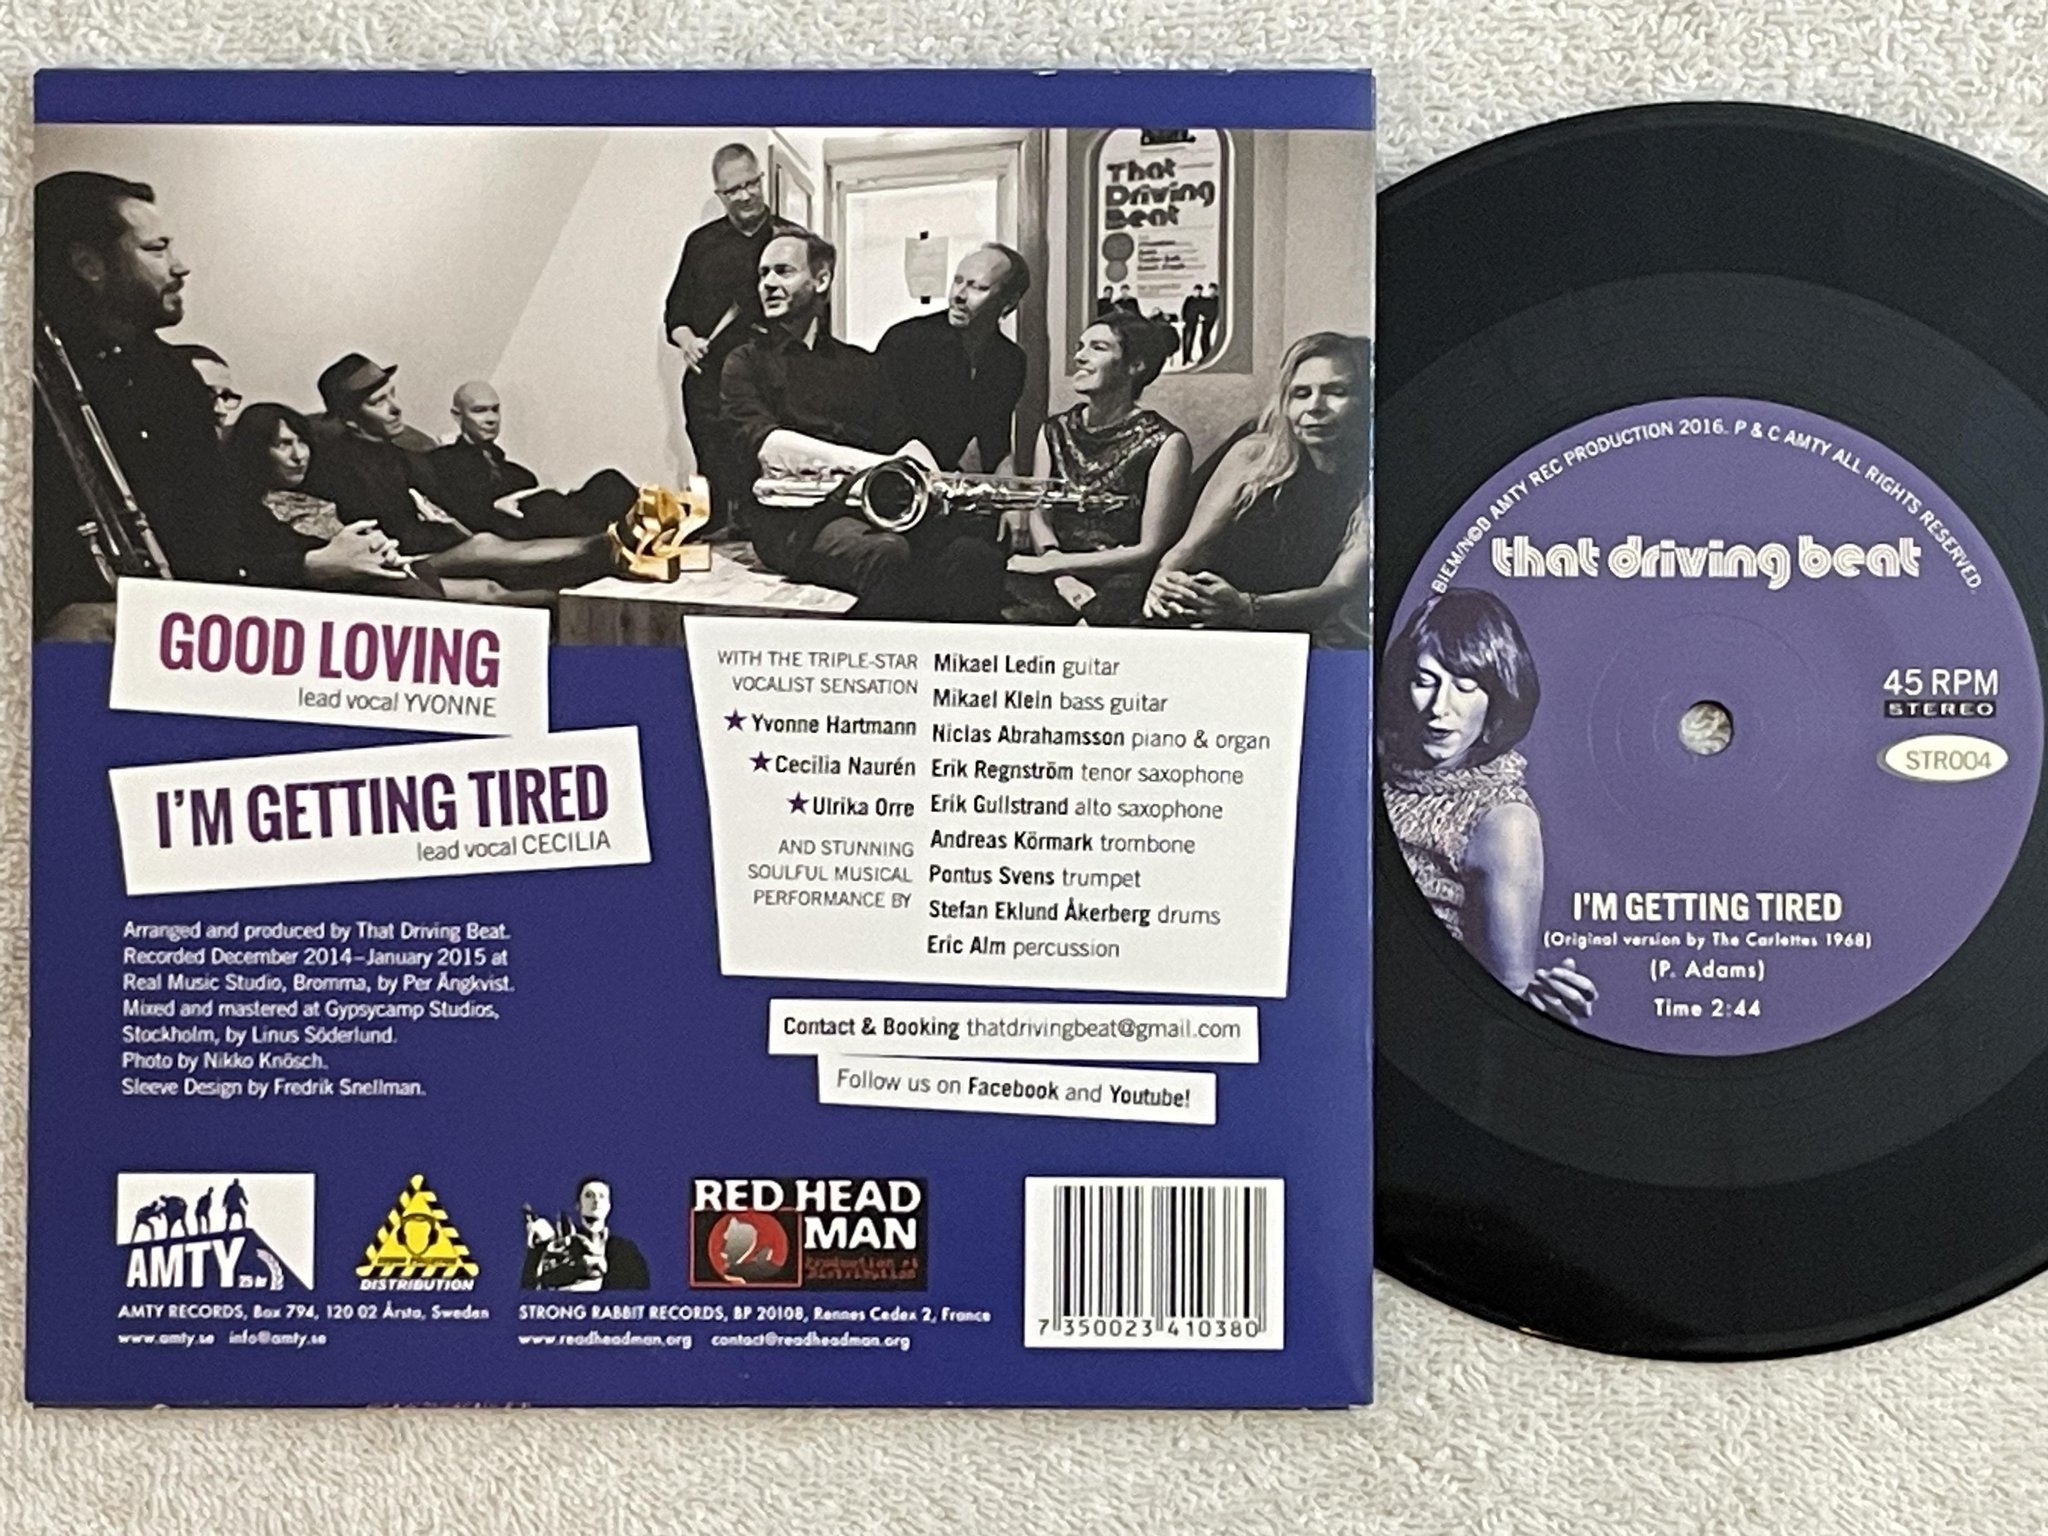 That
Driving
Beat
GOOD LOVING
lead vocal YVONNE
I'M GETTING TIRED
lead vocal CECILIA
Arranged and produced by That Driving Beat.
Recorded December 2014–January 2015 at
Real Music Studio, Bromma, by Per Ängkvist.
Mixed and mastered at Gypsycamp Studios,
Stockholm, by Linus Söderlund.
Photo by Nikko Knösch.
Sleeve Design by Fredrik Snellman.
WITH THE TRIPLE-STAR
VOCALIST SENSATION
★ Yvonne Hartmann
★ Cecilia Naurén
★ Ulrika Orre
AND STUNNING
SOULFUL MUSICAL
PERFORMANCE BY
Mikael Ledin guitar
Mikael Klein bass guitar
Niclas Abrahamsson piano & organ
Erik Regnström tenor saxophone
Erik Gullstrand alto saxophone
Andreas Körmark trombone
Pontus Svens trumpet
Stefan Eklund Åkerberg drums
Eric Alm percussion
Contact & Booking thatdrivingbeat@gmail.com
Follow us on Facebook and Youtube!
AMTY
25 år
DISTRIBUTION
RED HEAD
MAN
AMTY RECORDS, Box 794, 120 02 Årsta, Sweden
www.amty.se info@amty.se
STRONG RABBIT RECORDS, BP 20108, Rennes Cedex 2, France
www.readheadman.org contact@readheadman.org
7 350023 410380
BIEM/N©B AMTY REC PRODUCTION 2016. P & C AMTY ALL RIGHTS RESERVED.
that driving beat
45 RPM
STEREO
STR004
I'M GETTING TIRED
(Original version by The Carlettes 1968)
(P. Adams)
Time 2:44